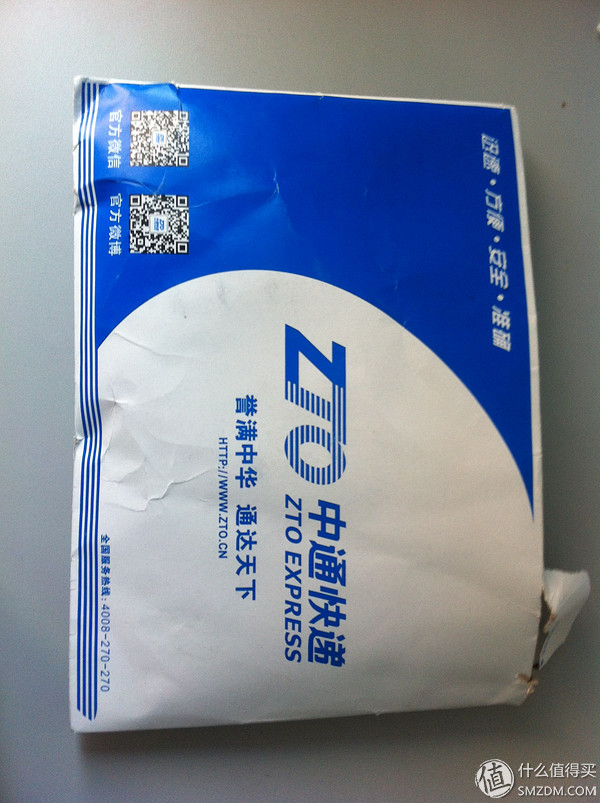 迅速·方便·安全·准确
ZTO 中通快递
ZTO EXPRESS
誉满中华 通达天下
HTTP://WWW.ZTO.CN
官方微信
官方微博
全国服务热线:4008-270-270
值 什么值得买
SMZDM.COM